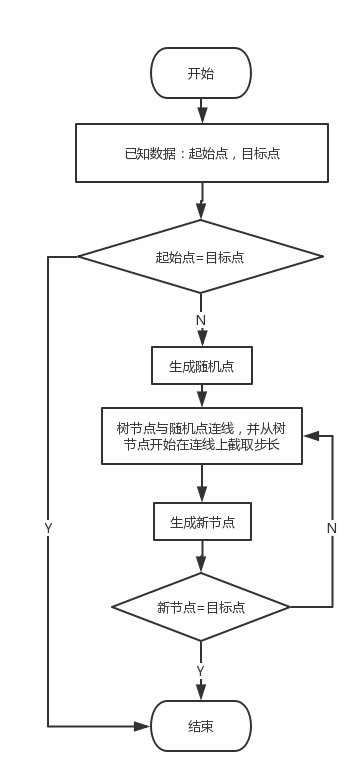 开始
已知数据：起始点，目标点
起始点=目标点
N
生成随机点
树节点与随机点连线，并从树
节点开始在连线上截取步长
生成新节点
Y
N
新节点=目标点
Y
结束